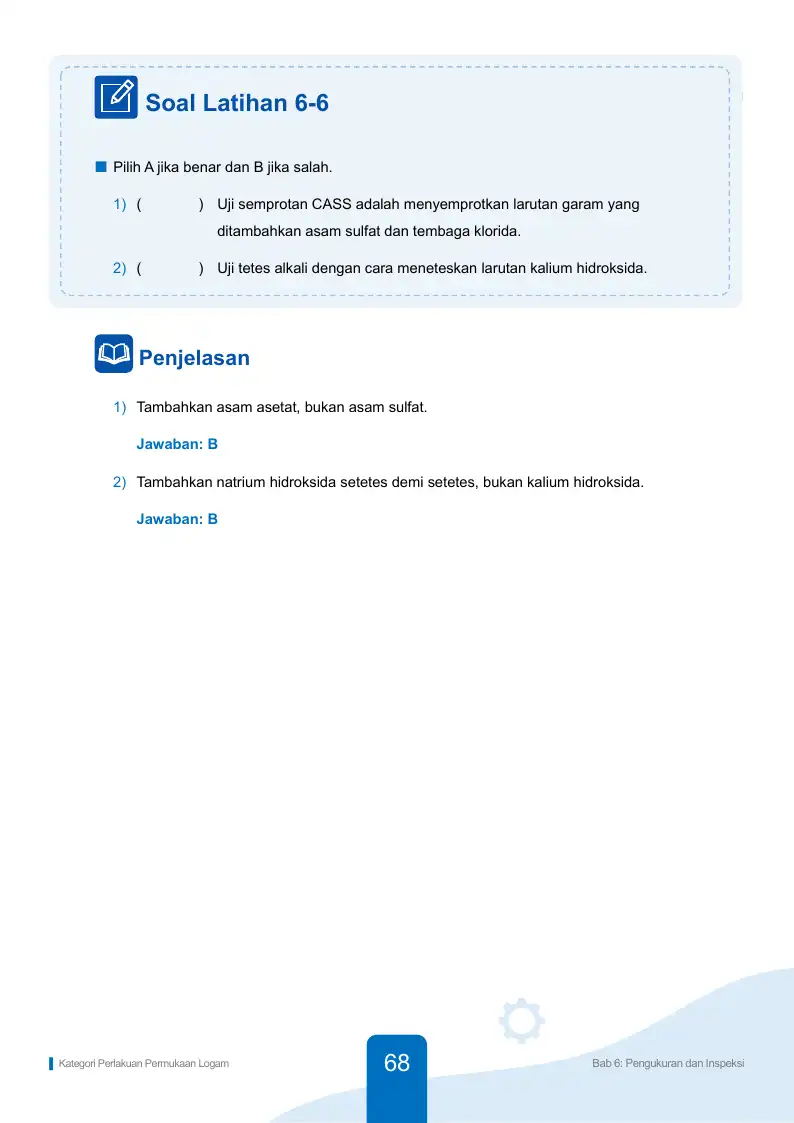 Soal Latihan 6-6
Pilih A jika benar dan B jika salah.
1) ( ) Uji semprotan CASS adalah menyemprotkan larutan garam yang
ditambahkan asam sulfat dan tembaga klorida.
2) ( ) Uji tetes alkali dengan cara meneteskan larutan kalium hidroksida.
Penjelasan
1) Tambahkan asam asetat, bukan asam sulfat.
Jawaban: B
2) Tambahkan natrium hidroksida setetes demi setetes, bukan kalium hidroksida.
Jawaban: B
Kategori Perlakuan Permukaan Logam
68
Bab 6: Pengukuran dan Inspeksi